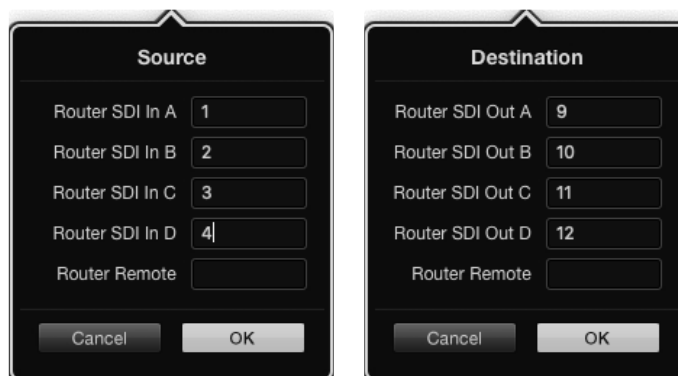 Source
Router SDI In A 1
Router SDI In B 2
Router SDI In C 3
Router SDI In D 4
Router Remote
Cancel OK
Destination
Router SDI Out A 9
Router SDI Out B 10
Router SDI Out C 11
Router SDI Out D 12
Router Remote
Cancel OK